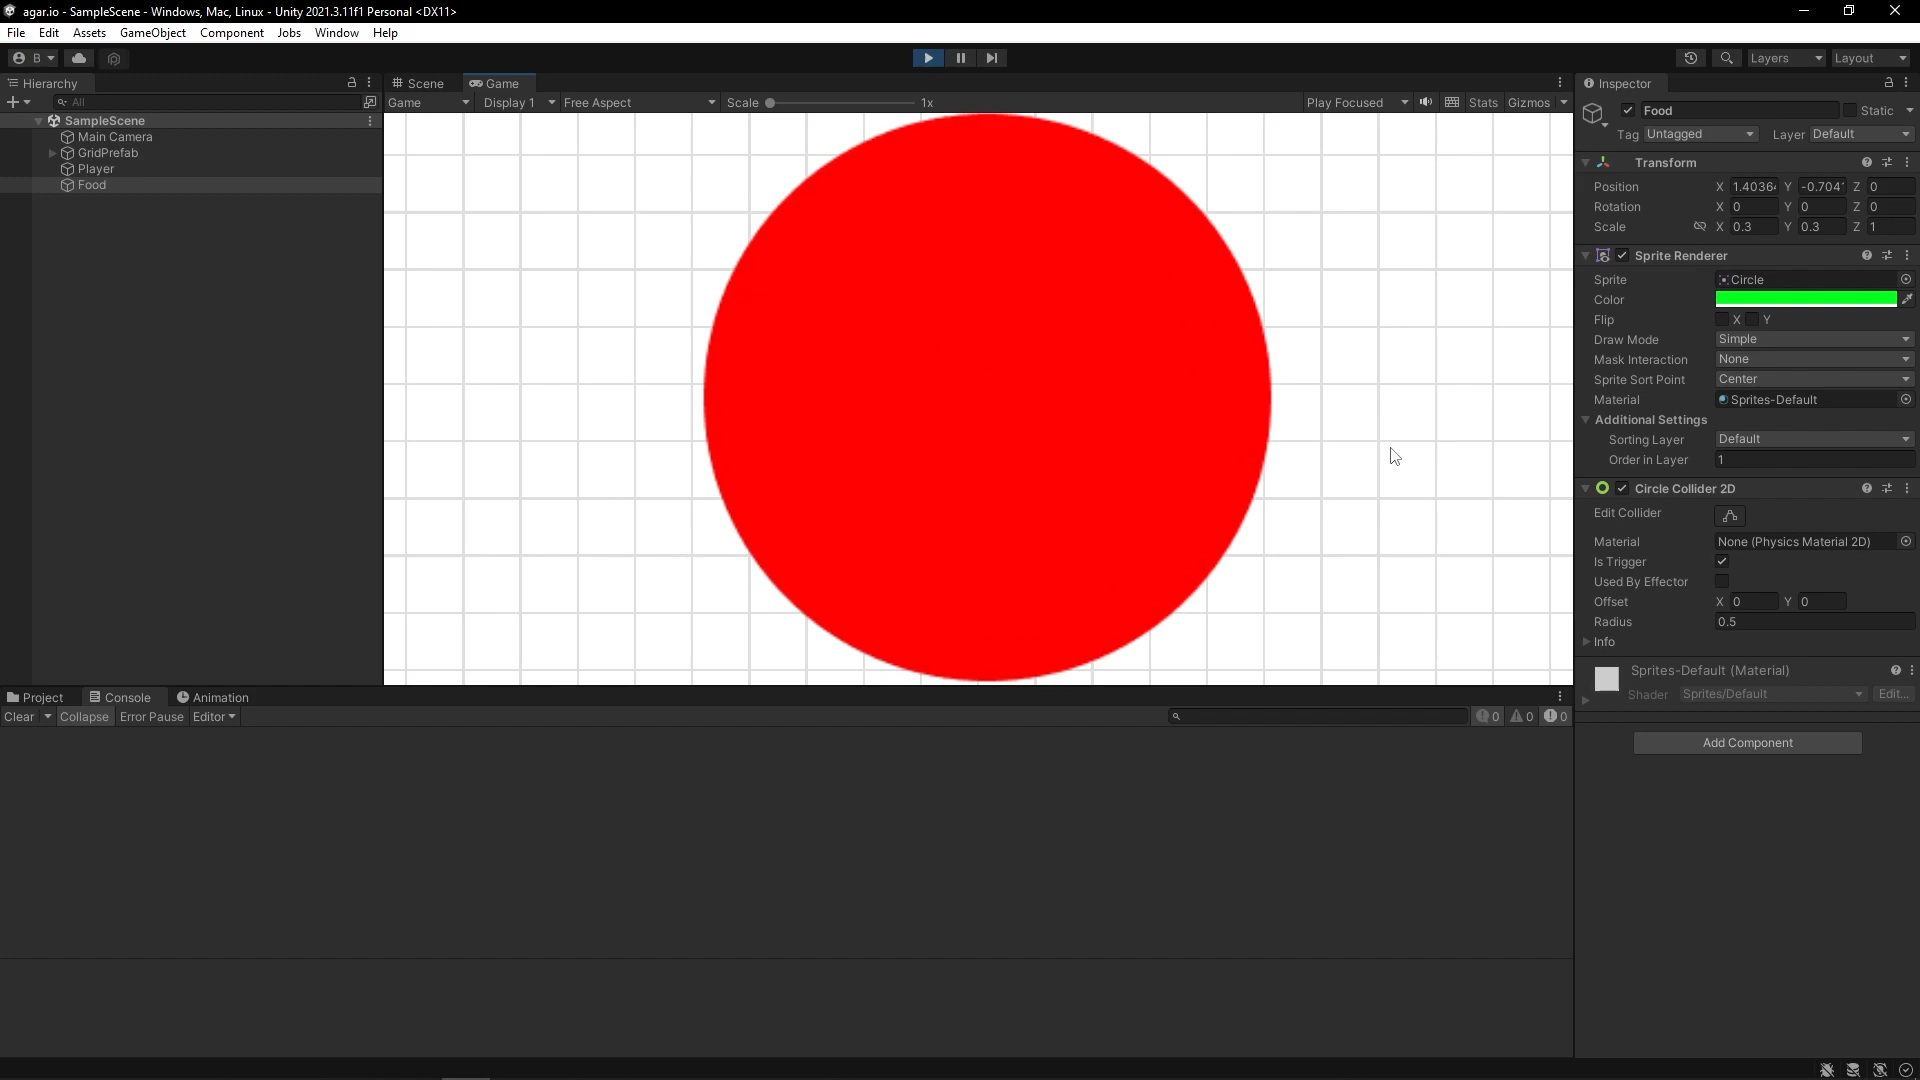 agar.io - SampleScene - Windows, Mac, Linux - Unity 2021.3.11f1 Personal <DX11>
File Edit Assets GameObject Component Jobs Window Help
B Layers Layout
Hierarchy
All
SampleScene
Main Camera
GridPrefab
Player
Food
Scene Game
Game Display 1 Free Aspect Scale 1x Play Focused Stats Gizmos
Inspector
Food Static
Tag Untagged Layer Default
Transform
Position X 1.4036 Y -0.704 Z 0
Rotation X 0 Y 0 Z 0
Scale X 0.3 Y 0.3 Z 1
Sprite Renderer
Sprite Circle
Color
Flip X Y
Draw Mode Simple
Mask Interaction None
Sprite Sort Point Center
Material Sprites-Default
Additional Settings
Sorting Layer Default
Order in Layer 1
Circle Collider 2D
Edit Collider
Material None (Physics Material 2D)
Is Trigger
Used By Effector
Offset X 0 Y 0
Radius 0.5
Info
Sprites-Default (Material)
Shader Sprites/Default Edit...
Add Component
Project Console Animation
Clear Collapse Error Pause Editor 0 0 0